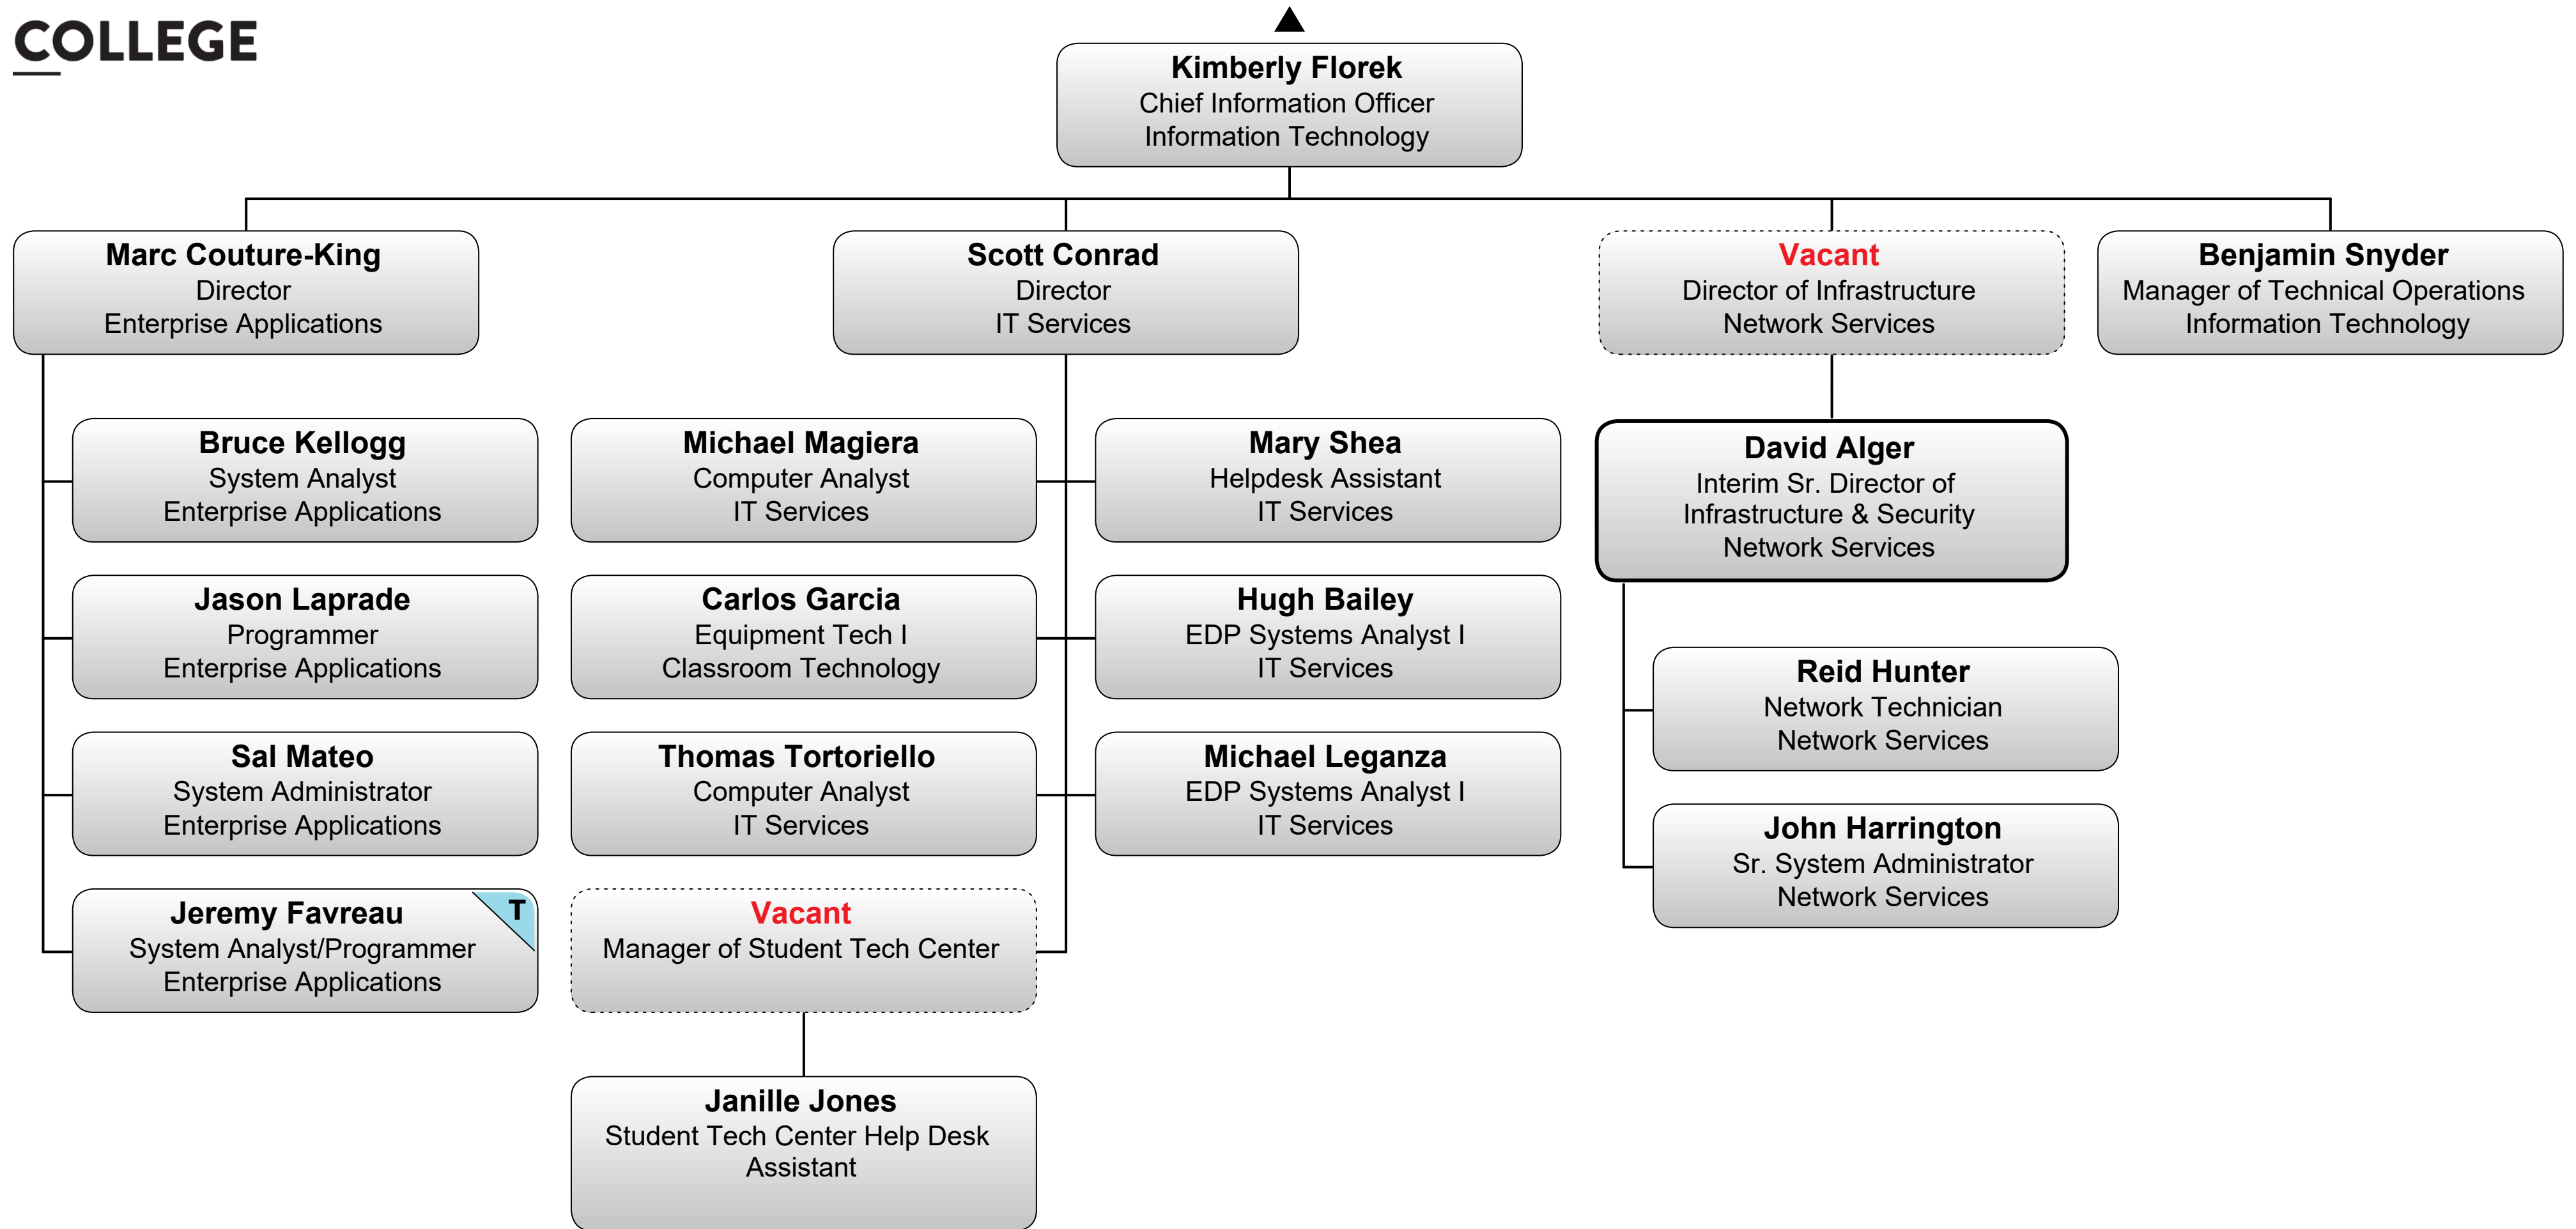 COLLEGE
Kimberly Florek
Chief Information Officer
Information Technology
Marc Couture-King
Director
Enterprise Applications
Scott Conrad
Director
IT Services
Vacant
Director of Infrastructure
Network Services
Benjamin Snyder
Manager of Technical Operations
Information Technology
Bruce Kellogg
System Analyst
Enterprise Applications
Jason Laprade
Programmer
Enterprise Applications
Sal Mateo
System Administrator
Enterprise Applications
Jeremy Favreau
T
System Analyst/Programmer
Enterprise Applications
Michael Magiera
Computer Analyst
IT Services
Carlos Garcia
Equipment Tech I
Classroom Technology
Thomas Tortoriello
Computer Analyst
IT Services
Vacant
Manager of Student Tech Center
Janille Jones
Student Tech Center Help Desk
Assistant
Mary Shea
Helpdesk Assistant
IT Services
Hugh Bailey
EDP Systems Analyst I
IT Services
Michael Leganza
EDP Systems Analyst I
IT Services
David Alger
Interim Sr. Director of
Infrastructure & Security
Network Services
Reid Hunter
Network Technician
Network Services
John Harrington
Sr. System Administrator
Network Services